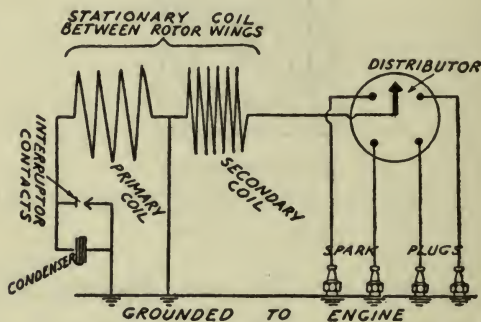 STATIONARY COIL
BETWEEN ROTOR WINGS
DISTRIBUTOR
INTERRUPTOR
CONTACTS
PRIMARY
COIL
SECONDARY
COIL
CONDENSER
SPARK PLUGS
GROUNDED TO ENGINE